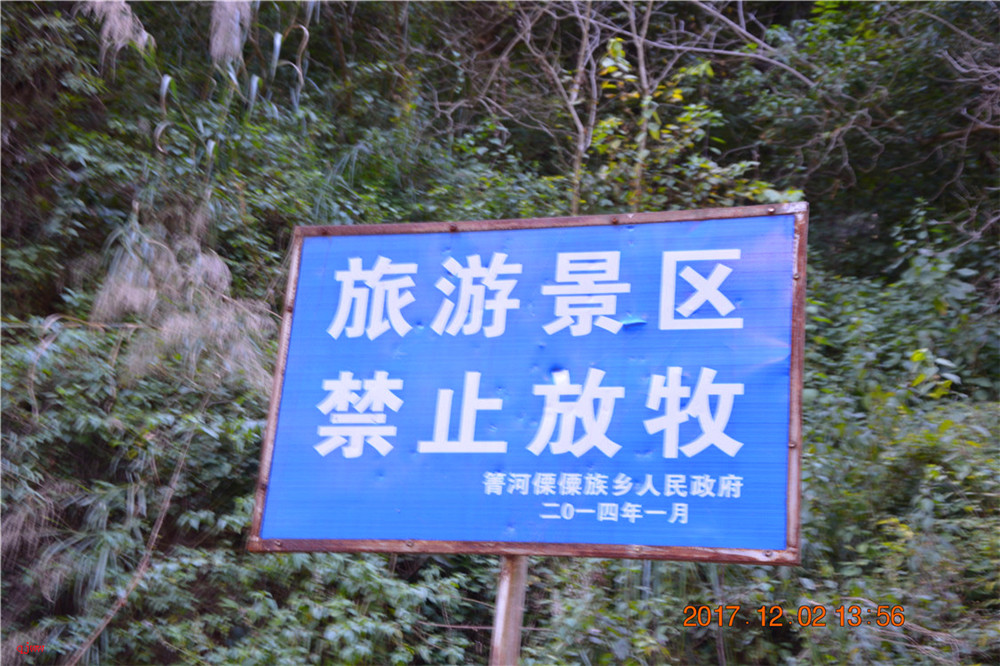 旅游景区
禁止放牧
箐河傈僳族乡人民政府
二0一四年一月
2017.12.02 13:56